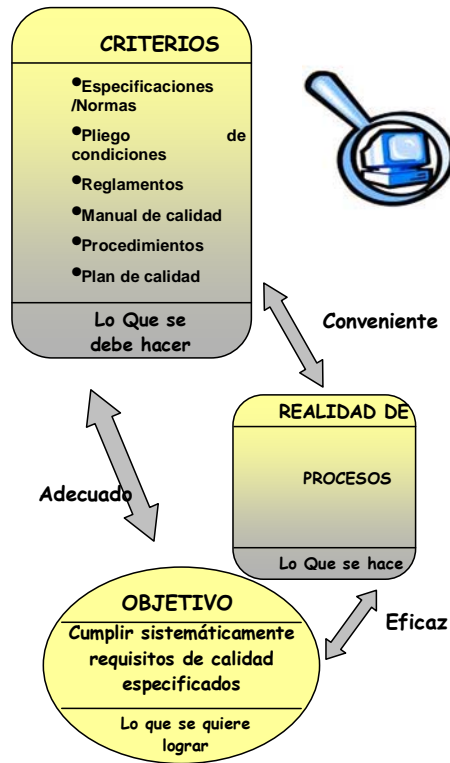 CRITERIOS
•Especificaciones
/Normas
•Pliego de
condiciones
•Reglamentos
•Manual de calidad
•Procedimientos
•Plan de calidad
Lo Que se
debe hacer
Conveniente
REALIDAD DE
PROCESOS
Lo Que se hace
Adecuado
Eficaz
OBJETIVO
Cumplir sistemáticamente
requisitos de calidad
especificados
Lo que se quiere
lograr